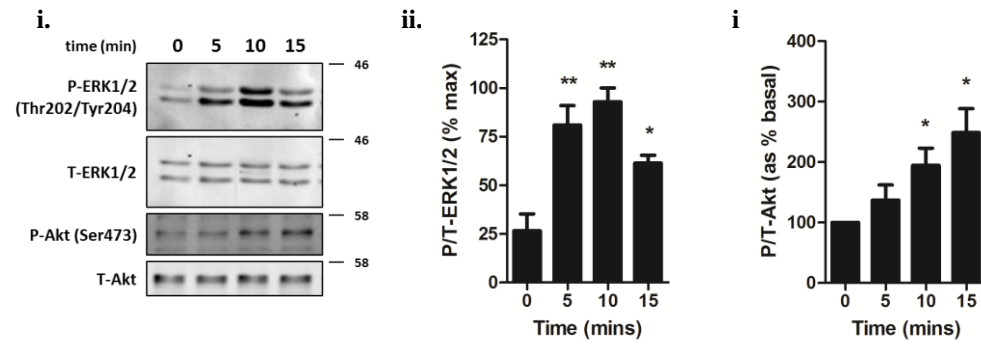 i.
time (min) 0 5 10 15
46
P-ERK1/2
(Thr202/Tyr204)
46
T-ERK1/2
58
P-Akt (Ser473)
58
T-Akt
ii.
P/T-ERK1/2 (% max)
125
100
75
50
25
0
** ** *
0 5 10 15
Time (mins)
i
P/T-Akt (as % basal)
400
300
200
100
0
* *
0 5 10 15
Time (mins)